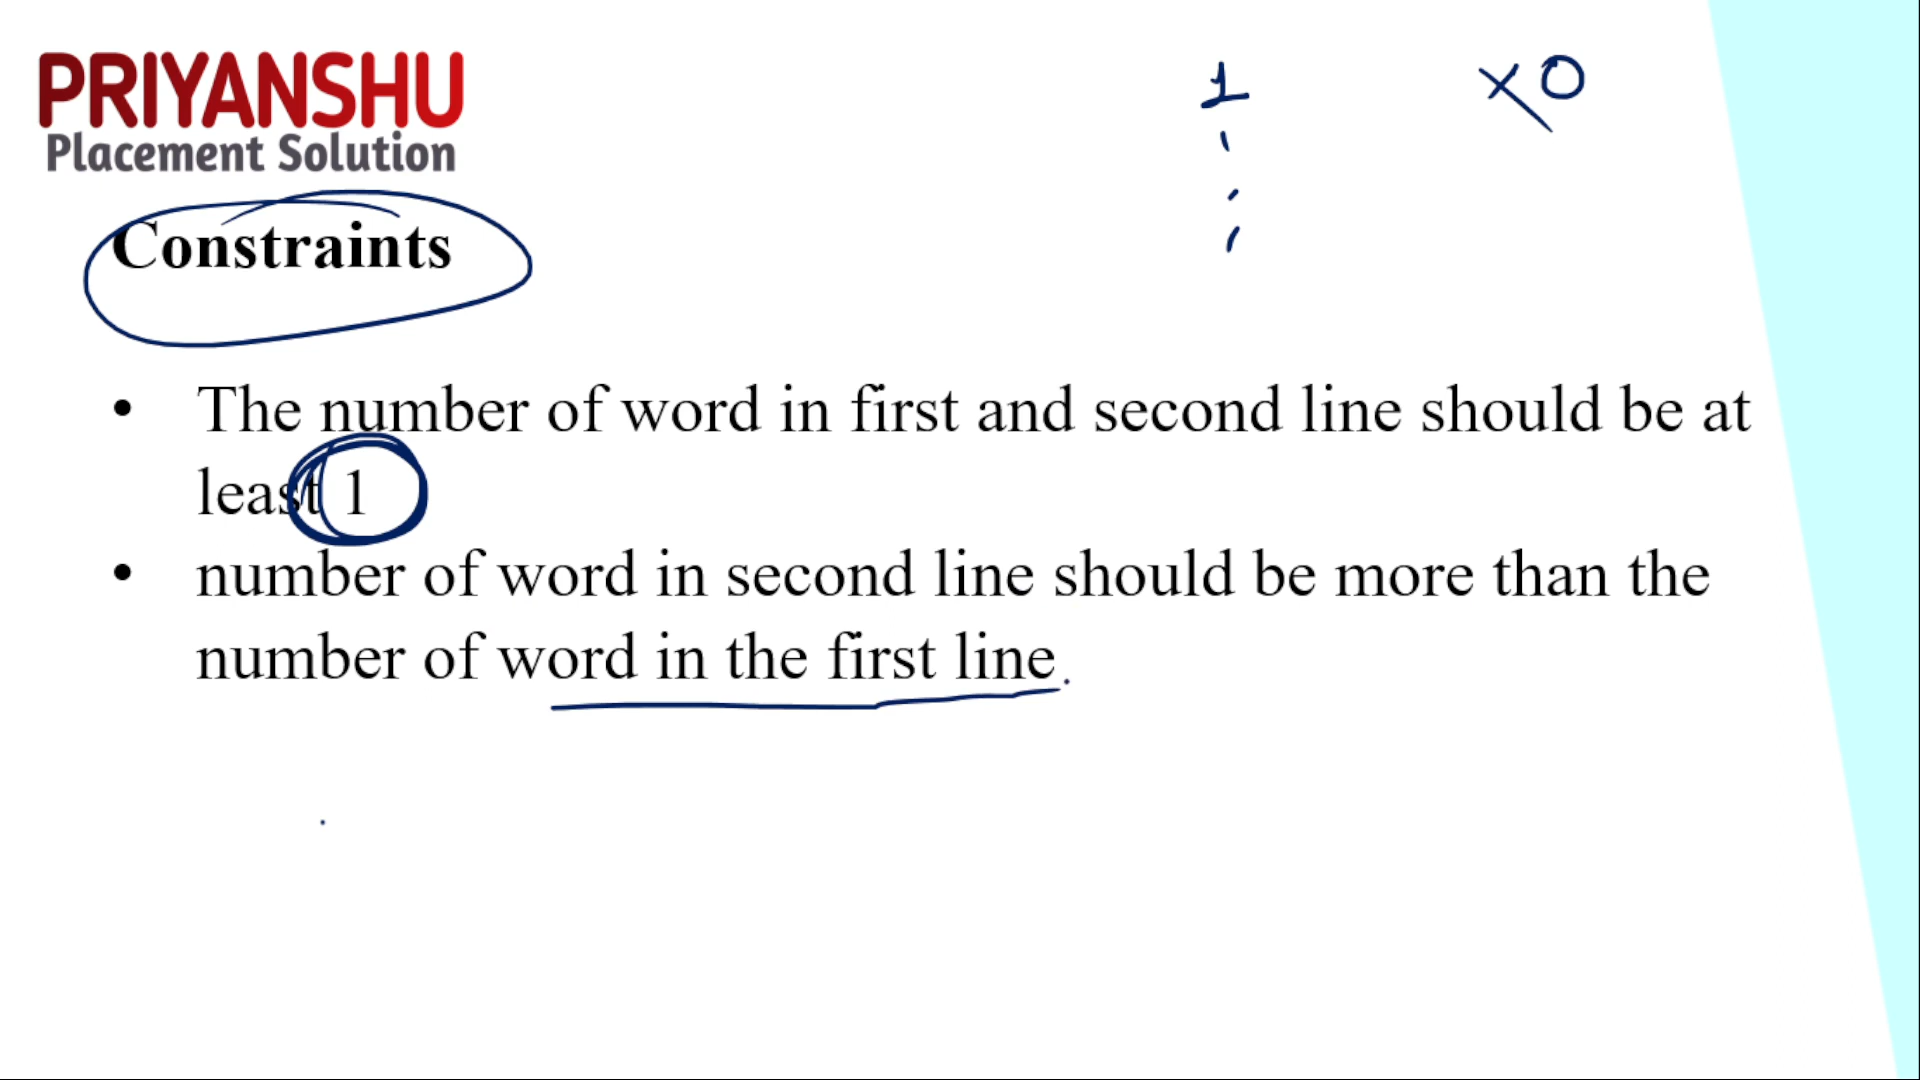 PRIYANSHU
Placement Solution
1
x0
Constraints
• The number of word in first and second line should be at
least 1
• number of word in second line should be more than the
number of word in the first line.